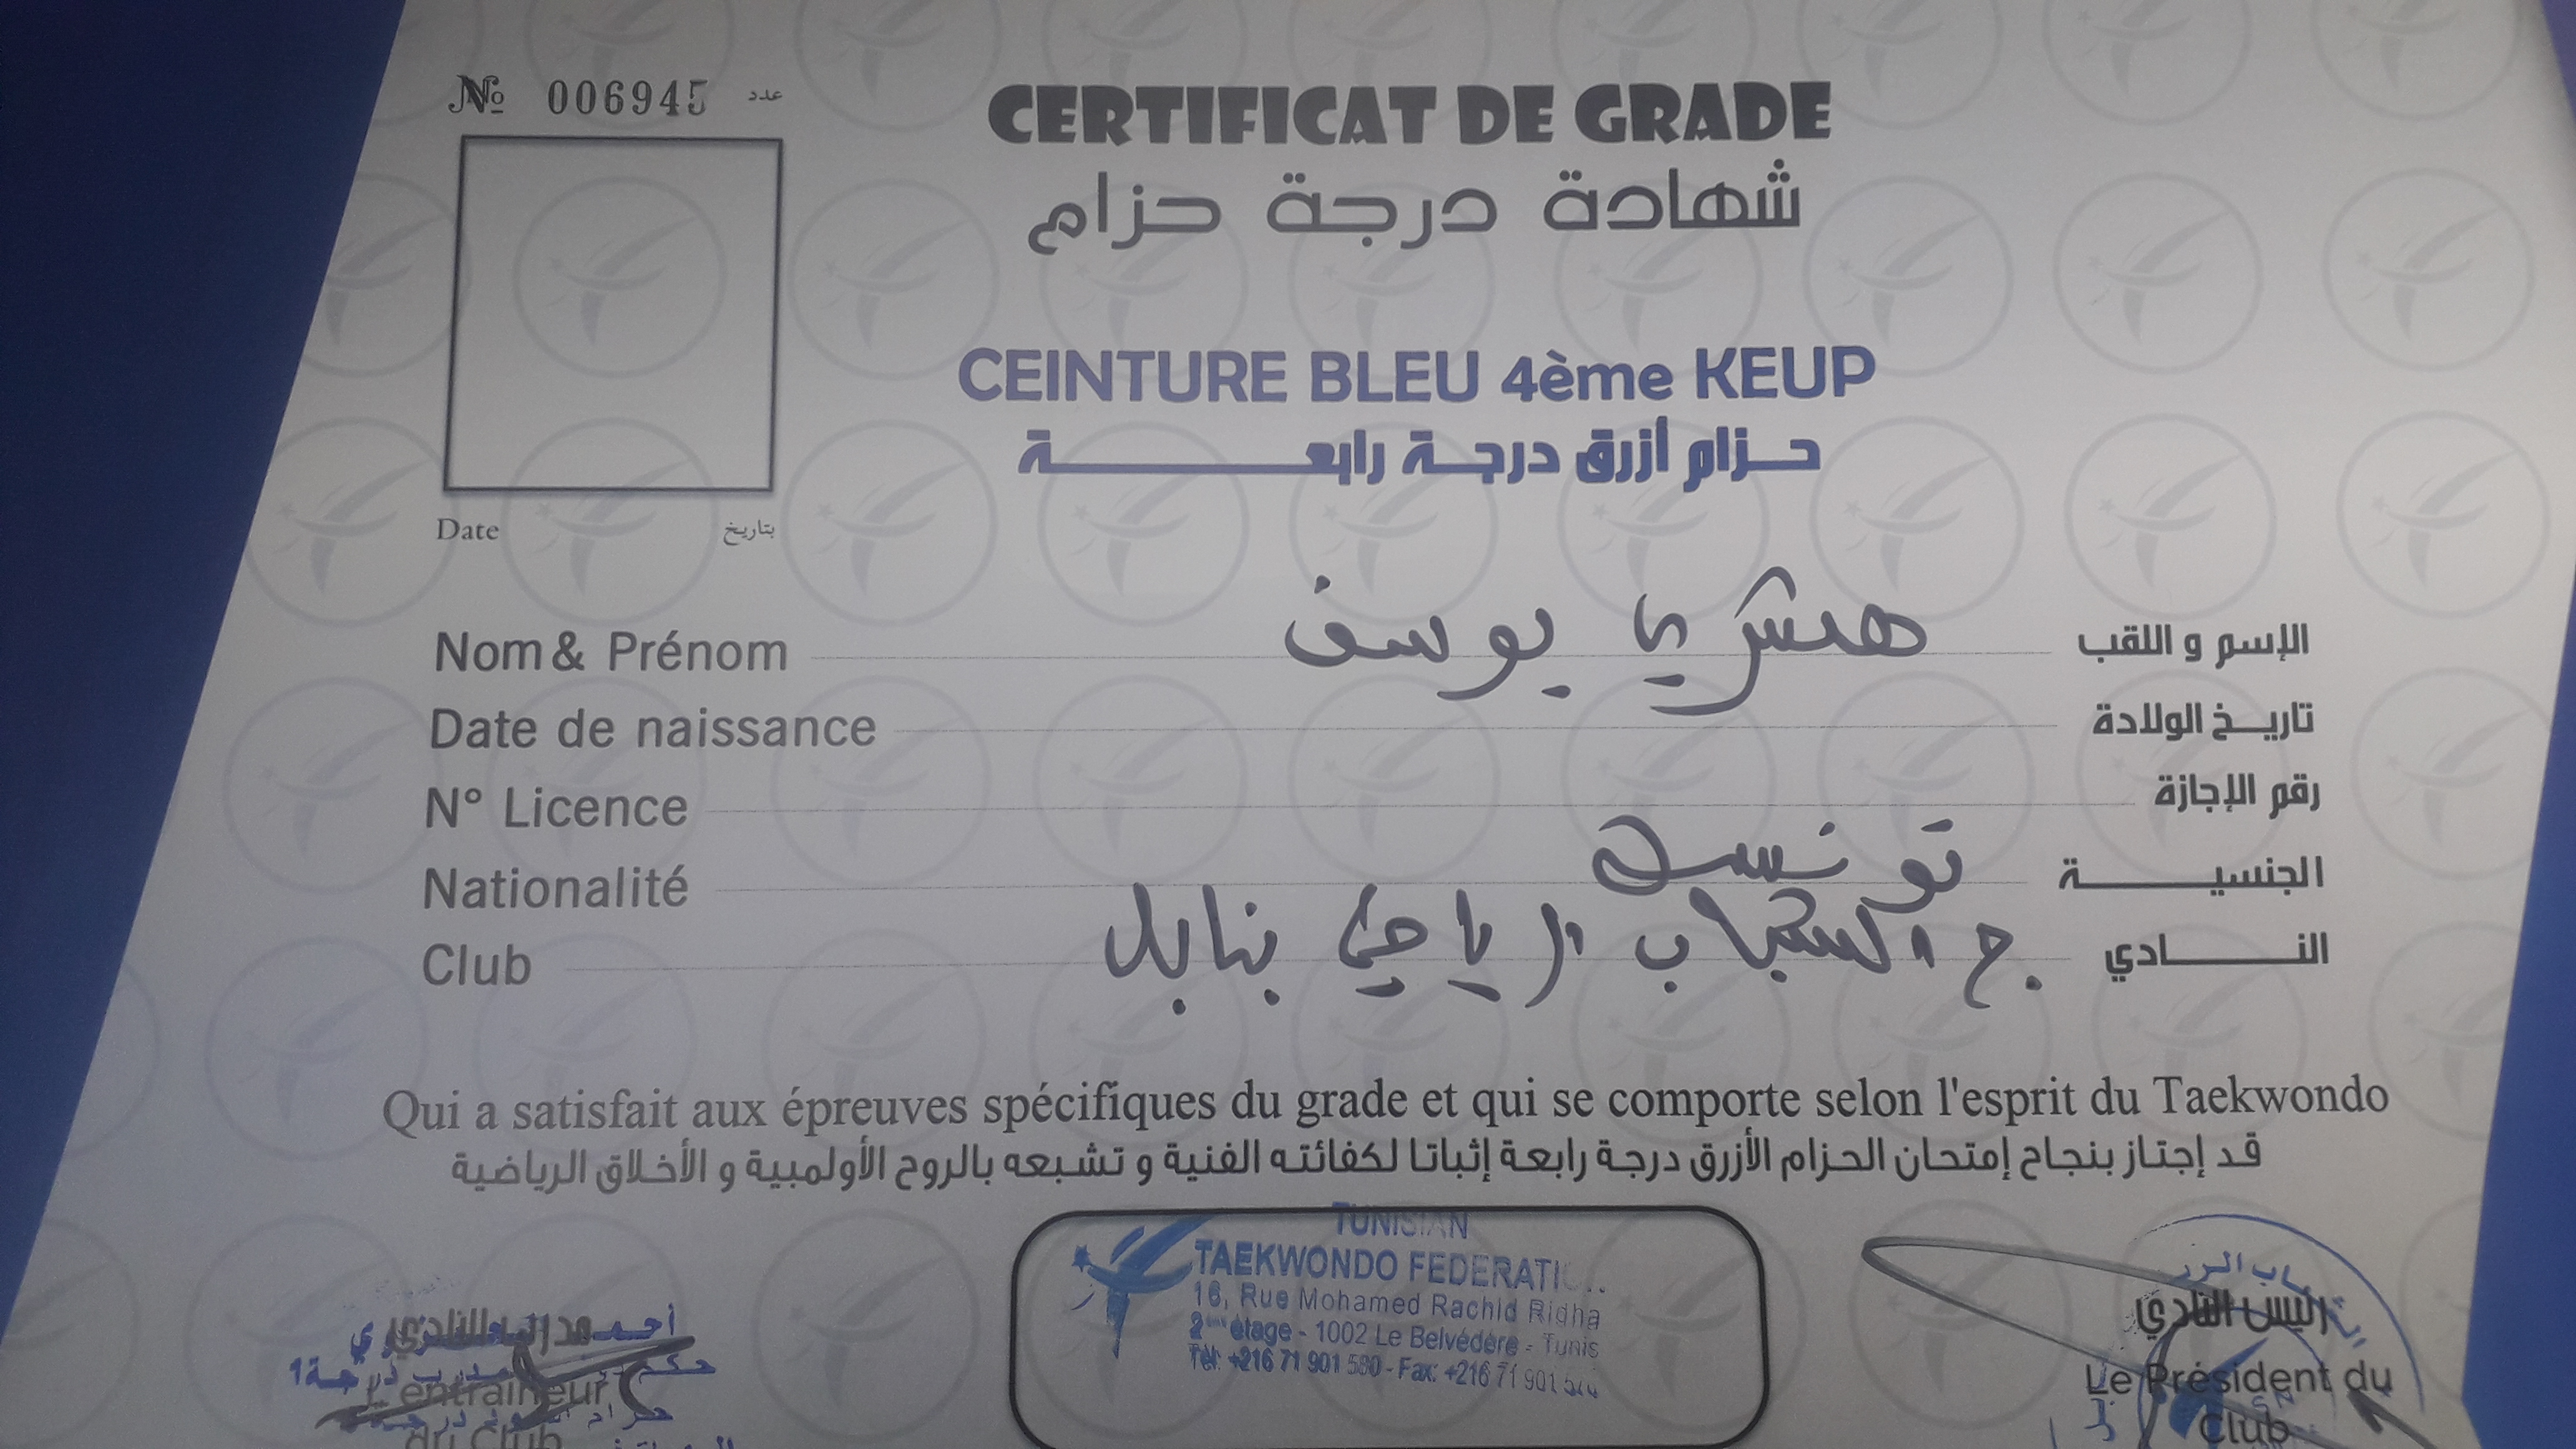 № 006945 عدد
CERTIFICAT DE GRADE
شهادة درجة حزام
CEINTURE BLEU 4ème KEUP
حزام أزرق درجة رابعة
Date بتاريخ
Nom & Prénom هشري يوسف الإسم و اللقب
Date de naissance تاريخ الولادة
N° Licence رقم الإجازة
Nationalité تونسي الجنسية
Club ج. الشباب الرياضي بنابل النادي
Qui a satisfait aux épreuves spécifiques du grade et qui se comporte selon l'esprit du Taekwondo
قد إجتاز بنجاح إمتحان الحزام الأزرق درجة رابعة إثباتا لكفائته الفنية و تشبعه بالروح الأولمبية و الأخلاق الرياضية
TUNISIAN
TAEKWONDO FEDERATI
16, Rue Mohamed Rachid Ridha
2ème étage - 1002 Le Belvédère - Tunis
Tél: +216 71 901 580 - Fax: +216 71 901
L'entraîneur
du Club
رئيس النادي
Le Président du
Club